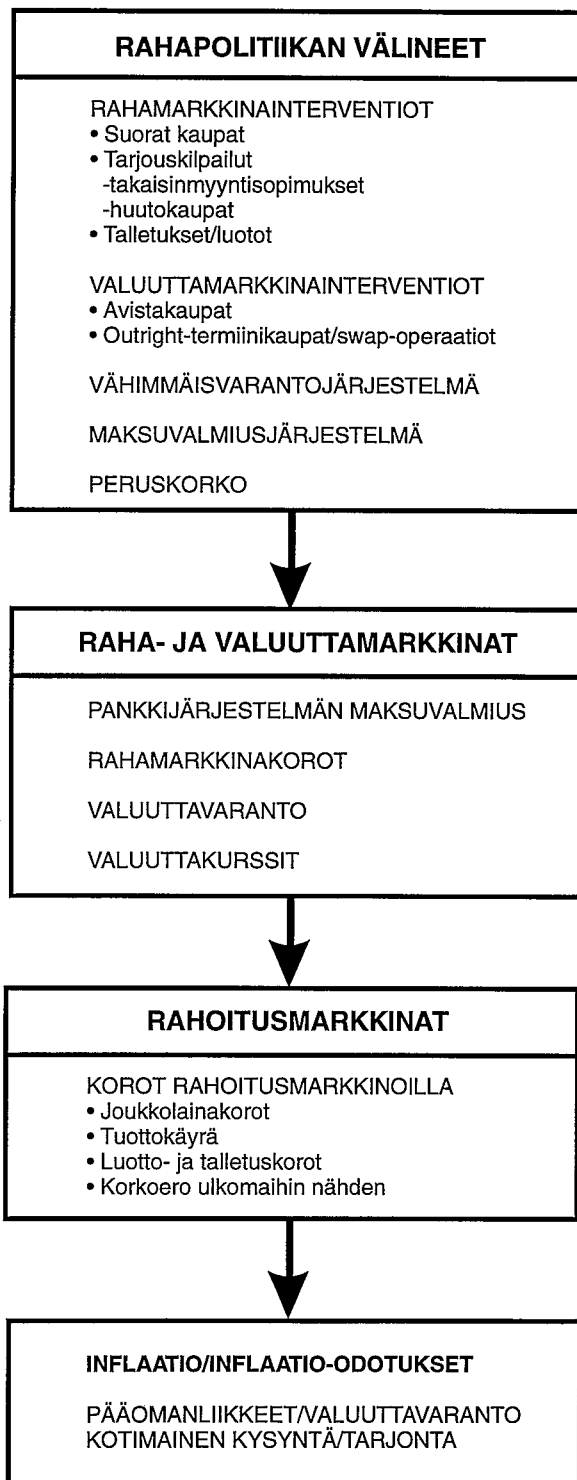 RAHAPOLITIIKAN VÄLINEET
RAHAMARKKINAINTERVENTIOT
• Suorat kaupat
• Tarjouskilpailut
-takaisinmyyntisopimukset
-huutokaupat
• Talletukset/luotot
VALUUTTAMARKKINAINTERVENTIOT
• Avistakaupat
• Outright-termiinikaupat/swap-operaatiot
VÄHIMMÄISVARANTOJÄRJESTELMÄ
MAKSUVALMIUSJÄRJESTELMÄ
PERUSKORKO
RAHA- JA VALUUTTAMARKKINAT
PANKKIJÄRJESTELMÄN MAKSUVALMIUS
RAHAMARKKINAKOROT
VALUUTTAVARANTO
VALUUTTAKURSSIT
RAHOITUSMARKKINAT
KOROT RAHOITUSMARKKINOILLA
• Joukkolainakorot
• Tuottokäyrä
• Luotto- ja talletuskorot
• Korkoero ulkomaihin nähden
INFLAATIO/INFLAATIO-ODOTUKSET
PÄÄOMANLIIKKEET/VALUUTTAVARANTO
KOTIMAINEN KYSYNTÄ/TARJONTA